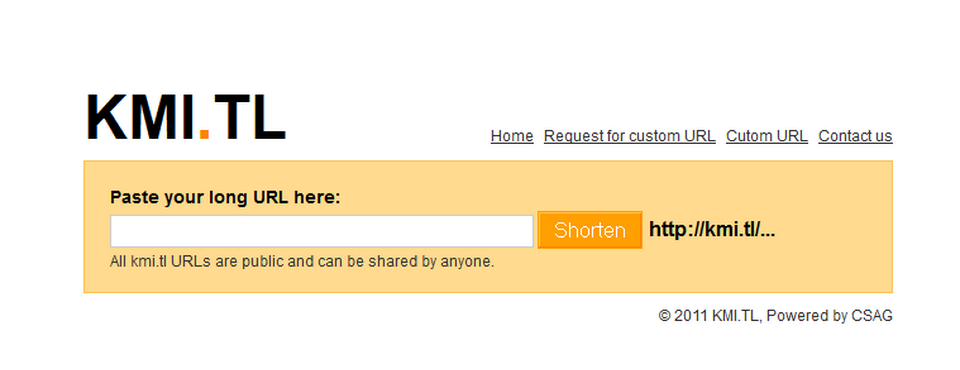 KMI.TL
Home Request for custom URL Cutom URL Contact us
Paste your long URL here:
Shorten http://kmi.tl/...
All kmi.tl URLs are public and can be shared by anyone.
© 2011 KMI.TL, Powered by CSAG